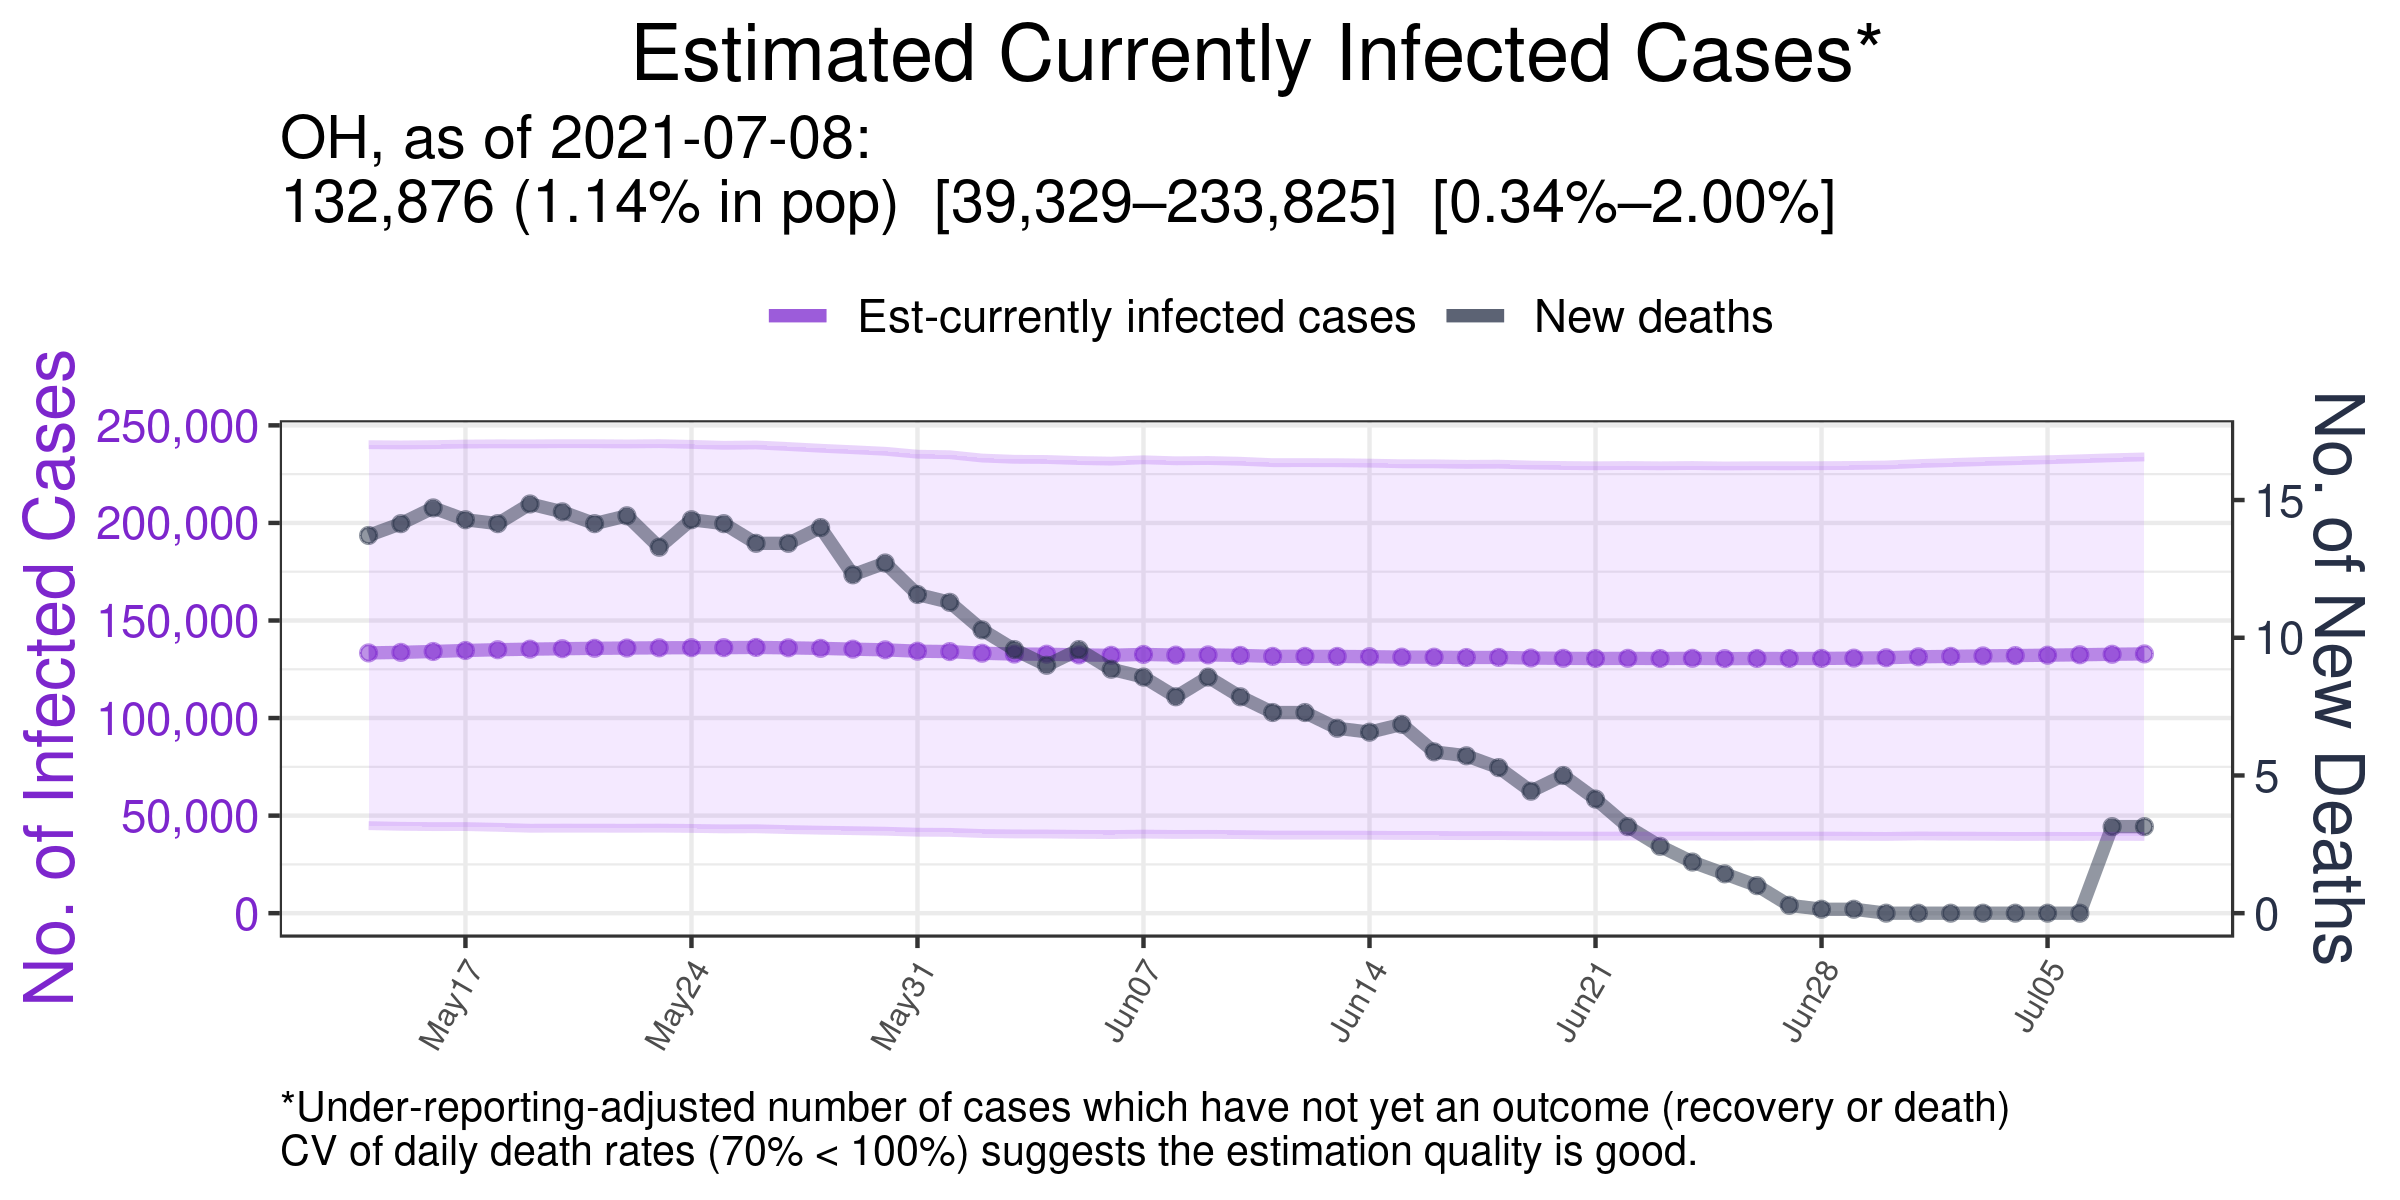 Estimated Currently Infected Cases*
OH, as of 2021-07-08:
132,876 (1.14% in pop)  [39,329–233,825]  [0.34%–2.00%]
Est-currently infected cases
New deaths
No. of Infected Cases
250,000
200,000
150,000
100,000
50,000
0
15
10
5
0
No. of New Deaths
May17
May24
May31
Jun07
Jun14
Jun21
Jun28
Jul05
*Under-reporting-adjusted number of cases which have not yet an outcome (recovery or death)
CV of daily death rates (70% < 100%) suggests the estimation quality is good.